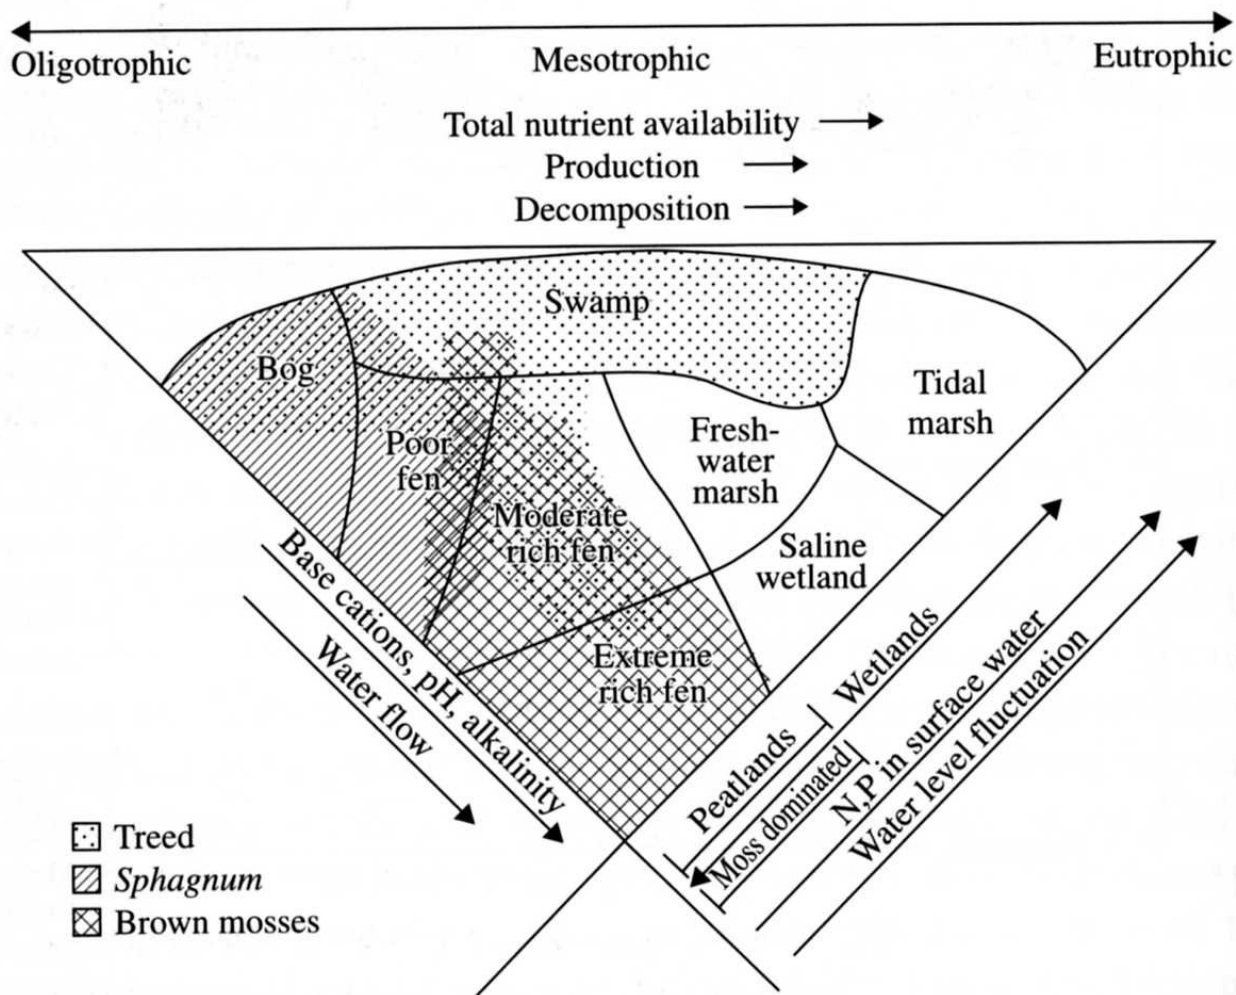 Oligotrophic
Mesotrophic
Eutrophic
Total nutrient availability
Production
Decomposition
Swamp
Bog
Tidal
marsh
Fresh-
water
marsh
Poor
fen
Moderate
rich fen
Saline
wetland
Extreme
rich fen
Base cations, pH, alkalinity
Water flow
Peatlands
Wetlands
Moss dominated
N,P in surface water
Water level fluctuation
Treed
Sphagnum
Brown mosses